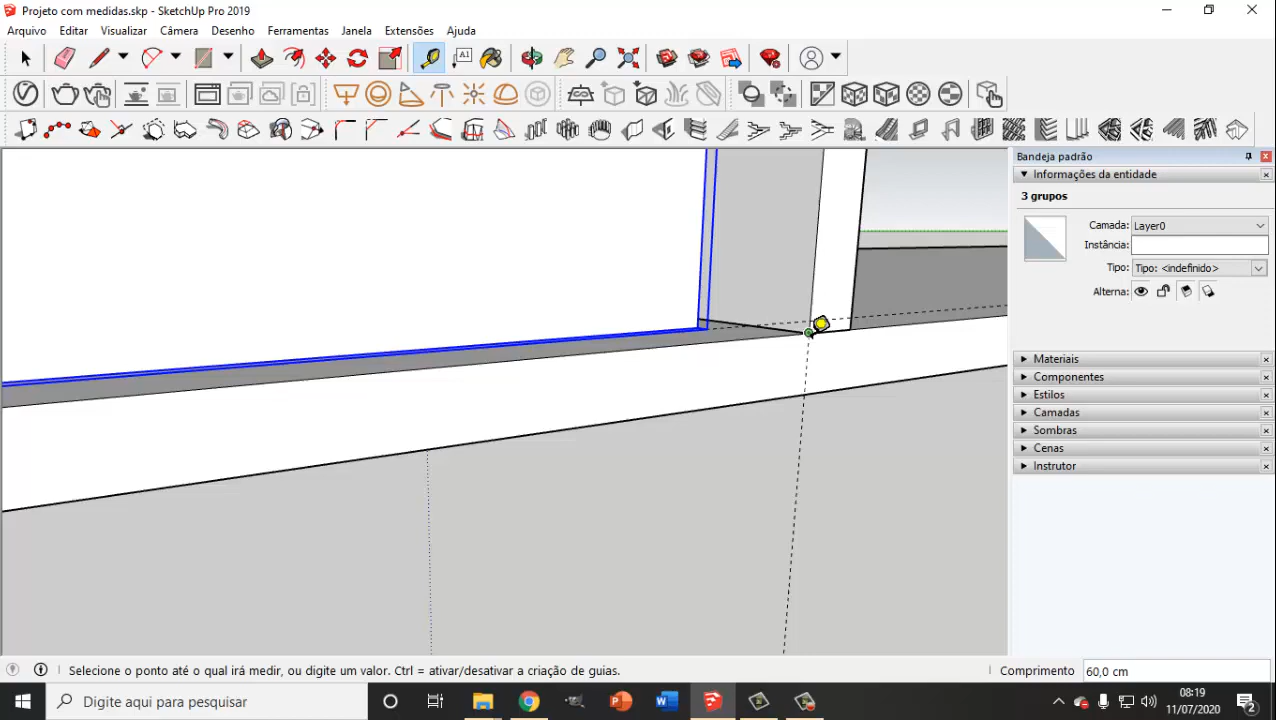 Projeto com medidas.skp - SketchUp Pro 2019
Arquivo Editar Visualizar Câmera Desenho Ferramentas Janela Extensões Ajuda
A1
Bandeja padrão
Informações da entidade
3 grupos
Camada: Layer0
Instância:
Tipo: Tipo: <indefinido>
Alterna:
Materiais
Componentes
Estilos
Camadas
Sombras
Cenas
Instrutor
Selecione o ponto até o qual irá medir, ou digite um valor. Ctrl = ativar/desativar a criação de guias.
Comprimento 60,0 cm
Digite aqui para pesquisar
08:19
11/07/2020
2